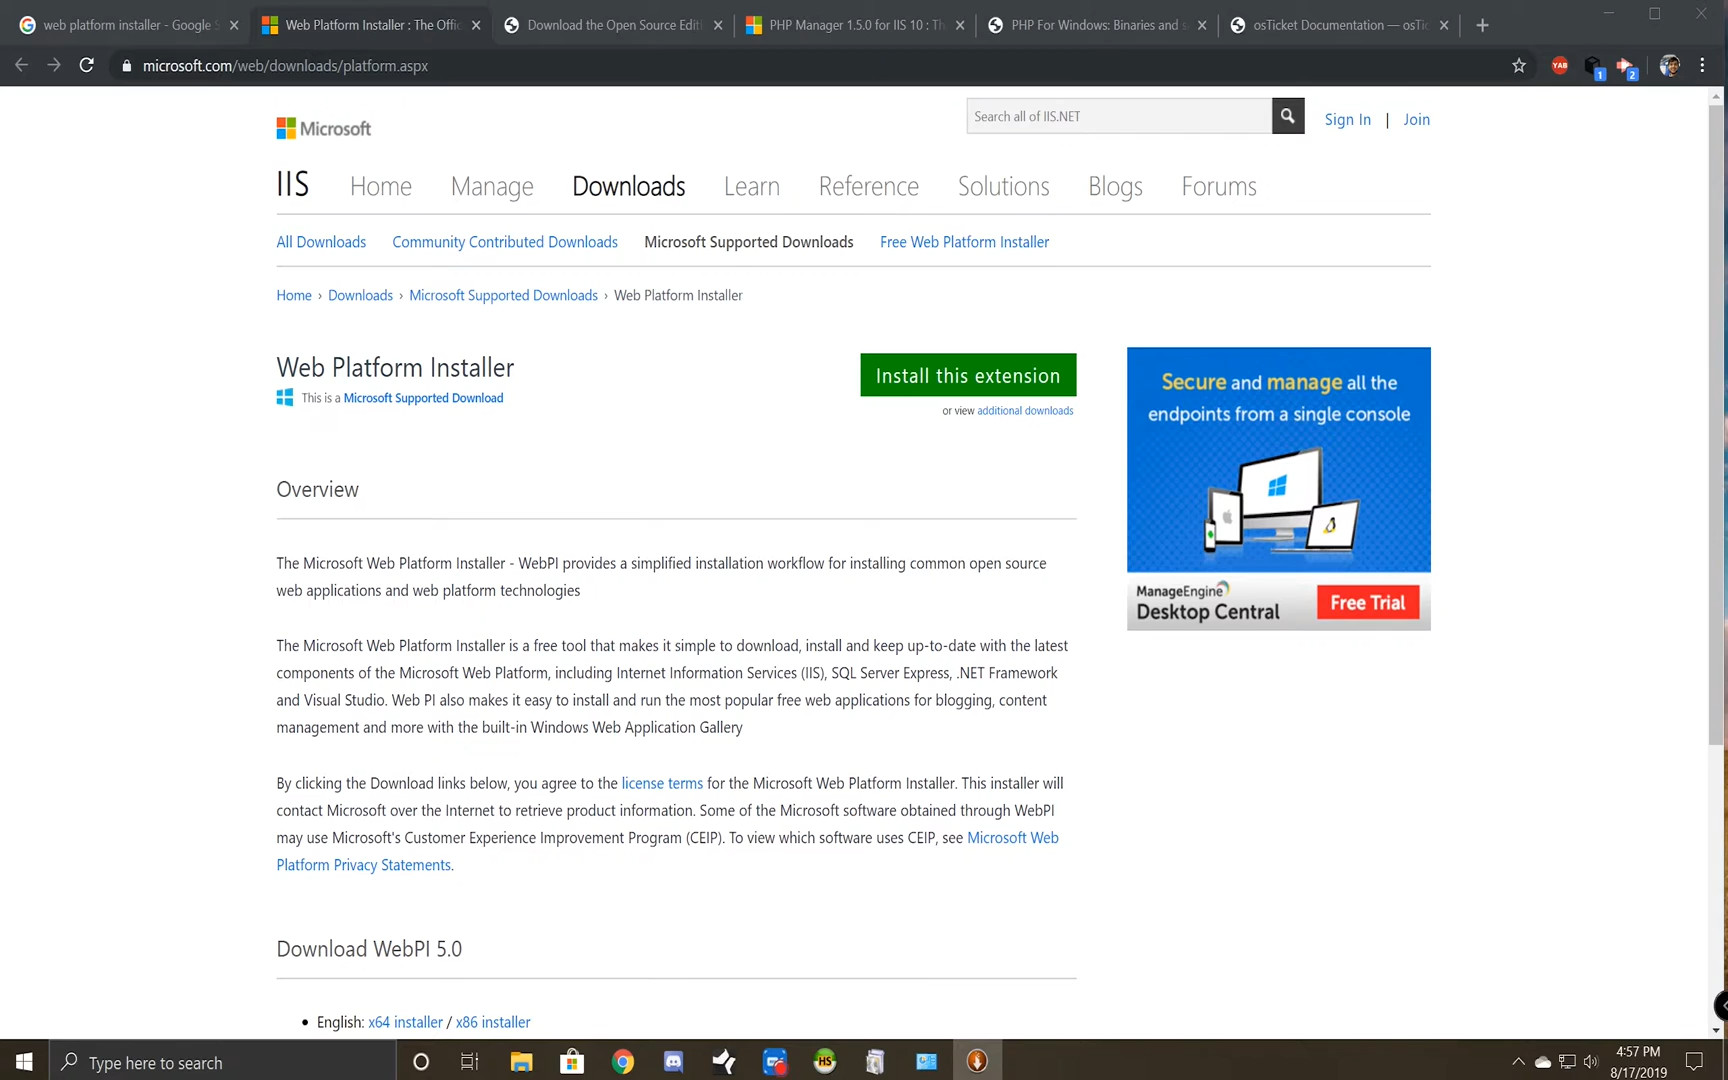 web platform installer - Google S
Web Platform Installer : The Offic
Download the Open Source Editi
PHP Manager 1.5.0 for IIS 10 : Th
PHP For Windows: Binaries and s
osTicket Documentation — osTic
microsoft.com/web/downloads/platform.aspx
YAB
1
2
Microsoft
Search all of IIS.NET
Sign In | Join
IIS Home Manage Downloads Learn Reference Solutions Blogs Forums
All Downloads Community Contributed Downloads Microsoft Supported Downloads Free Web Platform Installer
Home › Downloads › Microsoft Supported Downloads › Web Platform Installer
Web Platform Installer
This is a Microsoft Supported Download
Install this extension
or view additional downloads
Secure and manage all the
endpoints from a single console
ManageEngine
Desktop Central
Free Trial
Overview
The Microsoft Web Platform Installer - WebPI provides a simplified installation workflow for installing common open source
web applications and web platform technologies
The Microsoft Web Platform Installer is a free tool that makes it simple to download, install and keep up-to-date with the latest
components of the Microsoft Web Platform, including Internet Information Services (IIS), SQL Server Express, .NET Framework
and Visual Studio. Web PI also makes it easy to install and run the most popular free web applications for blogging, content
management and more with the built-in Windows Web Application Gallery
By clicking the Download links below, you agree to the license terms for the Microsoft Web Platform Installer. This installer will
contact Microsoft over the Internet to retrieve product information. Some of the Microsoft software obtained through WebPI
may use Microsoft's Customer Experience Improvement Program (CEIP). To view which software uses CEIP, see Microsoft Web
Platform Privacy Statements.
Download WebPI 5.0
• English: x64 installer / x86 installer
Type here to search
HS
4:57 PM
8/17/2019